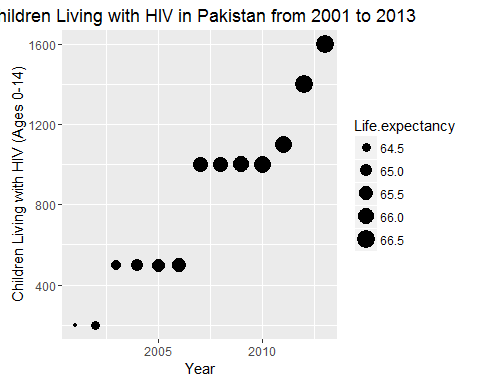 hildren Living with HIV in Pakistan from 2001 to 2013
Children Living with HIV (Ages 0-14)
1600
1200
800
400
2005
2010
Year
Life.expectancy
64.5
65.0
65.5
66.0
66.5